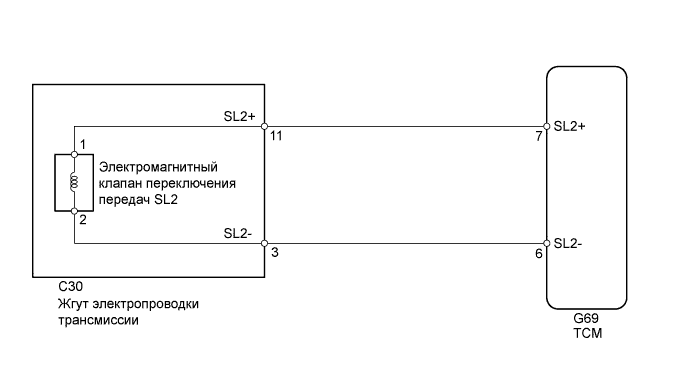 SL2+
11
7
SL2+
1
Электромагнитный
клапан переключения
передач SL2
2
SL2-
3
6
SL2-
C30
Жгут электропроводки
трансмиссии
G69
TCM